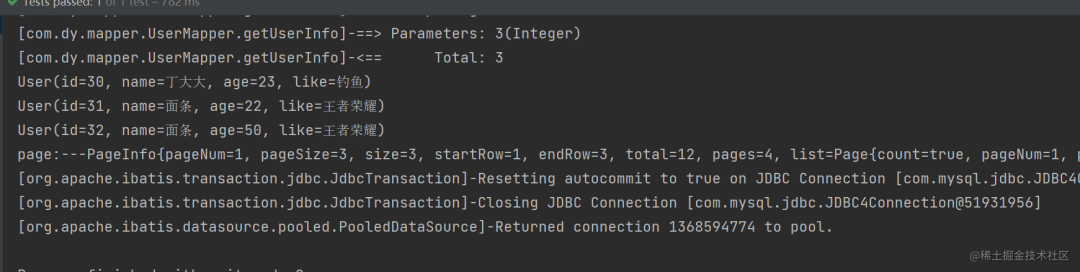 Tests passed: 1 of 1 test – 782 ms
[com.dy.mapper.UserMapper.getUserInfo]-==> Parameters: 3(Integer)
[com.dy.mapper.UserMapper.getUserInfo]-<==      Total: 3
User(id=30, name=丁大大, age=23, like=钓鱼)
User(id=31, name=面条, age=22, like=王者荣耀)
User(id=32, name=面条, age=50, like=王者荣耀)
page:---PageInfo{pageNum=1, pageSize=3, size=3, startRow=1, endRow=3, total=12, pages=4, list=Page{count=true, pageNum=1, p
[org.apache.ibatis.transaction.jdbc.JdbcTransaction]-Resetting autocommit to true on JDBC Connection [com.mysql.jdbc.JDBC4C
[org.apache.ibatis.transaction.jdbc.JdbcTransaction]-Closing JDBC Connection [com.mysql.jdbc.JDBC4Connection@51931956]
[org.apache.ibatis.datasource.pooled.PooledDataSource]-Returned connection 1368594774 to pool.
@稀土掘金技术社区